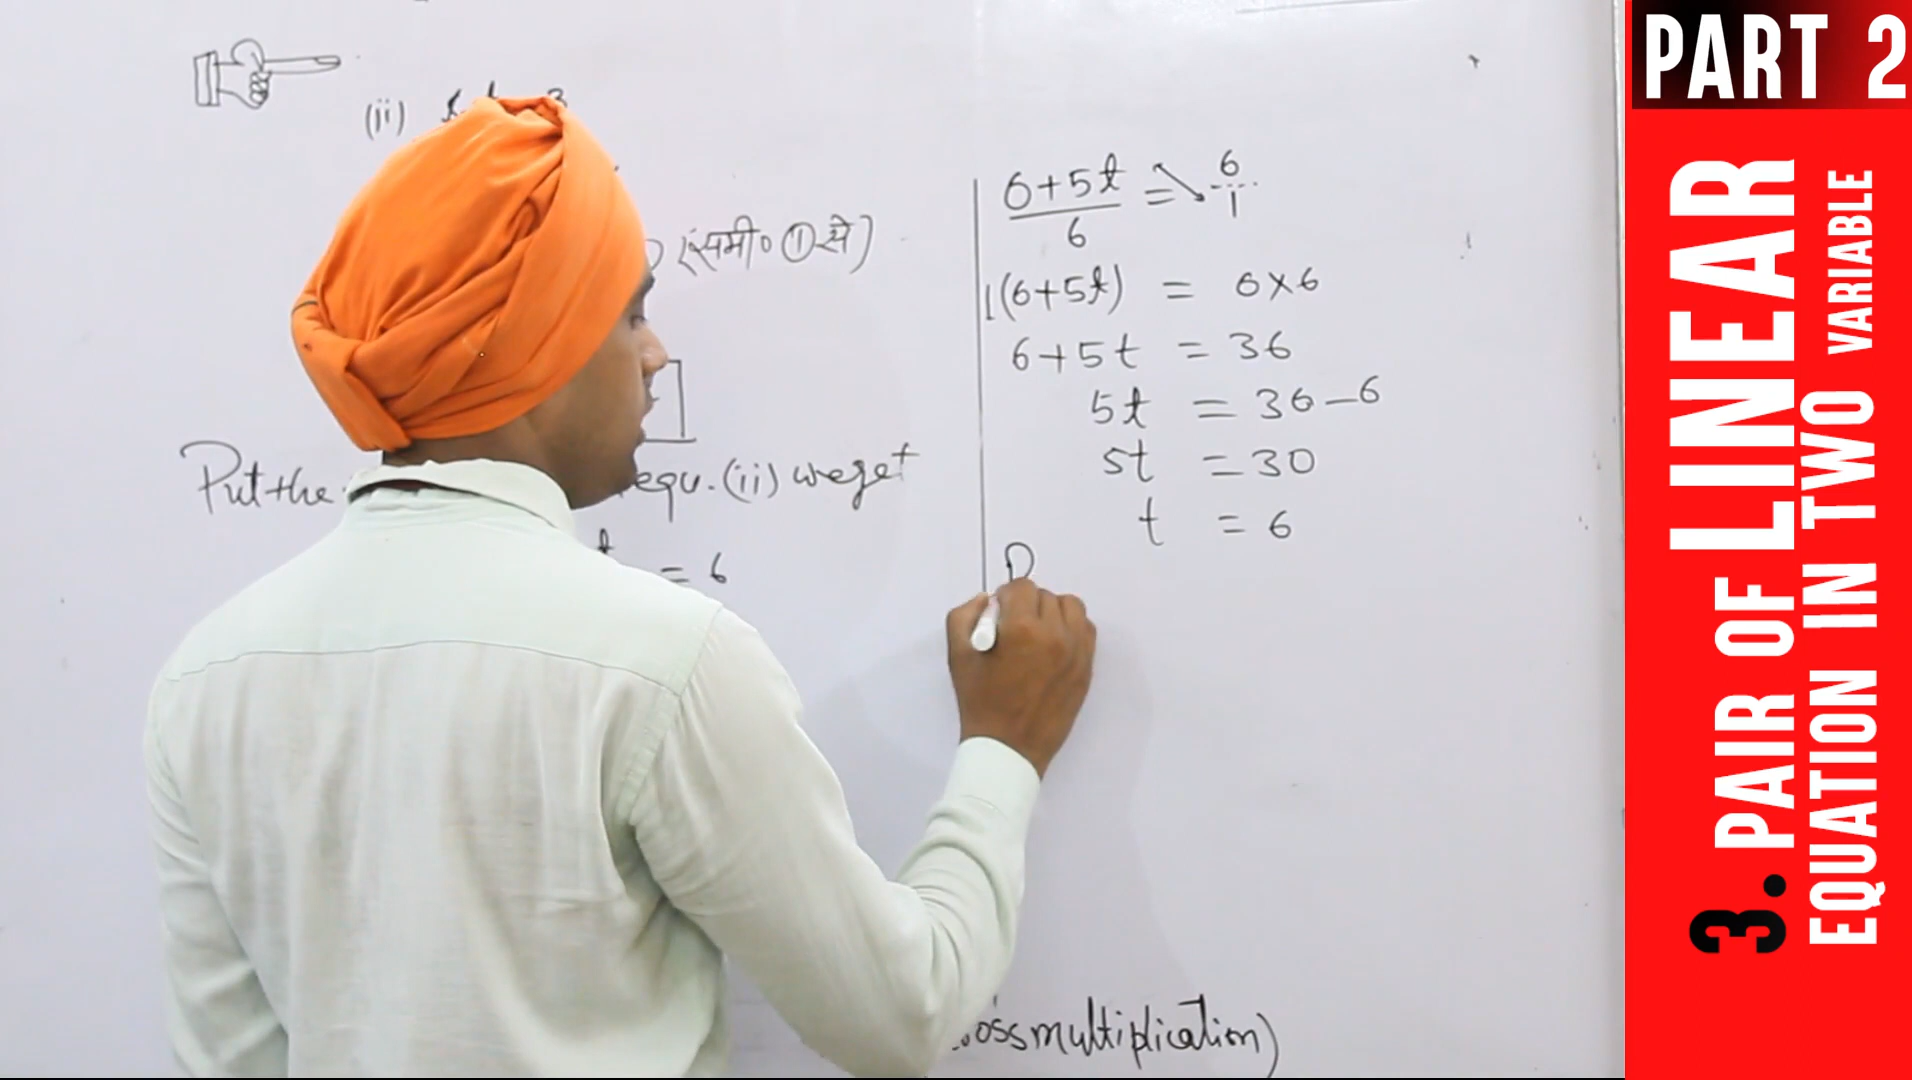 (ii)
(समी० ①से)
Put the
equ. (ii) we get
= 6
6+5t/6 = 6/1
1(6+5t) = 6×6
6+5t = 36
5t = 36-6
5t = 30
t = 6
multiplication)
PART 2
3. PAIR OF LINEAR
EQUATION IN TWO VARIABLE